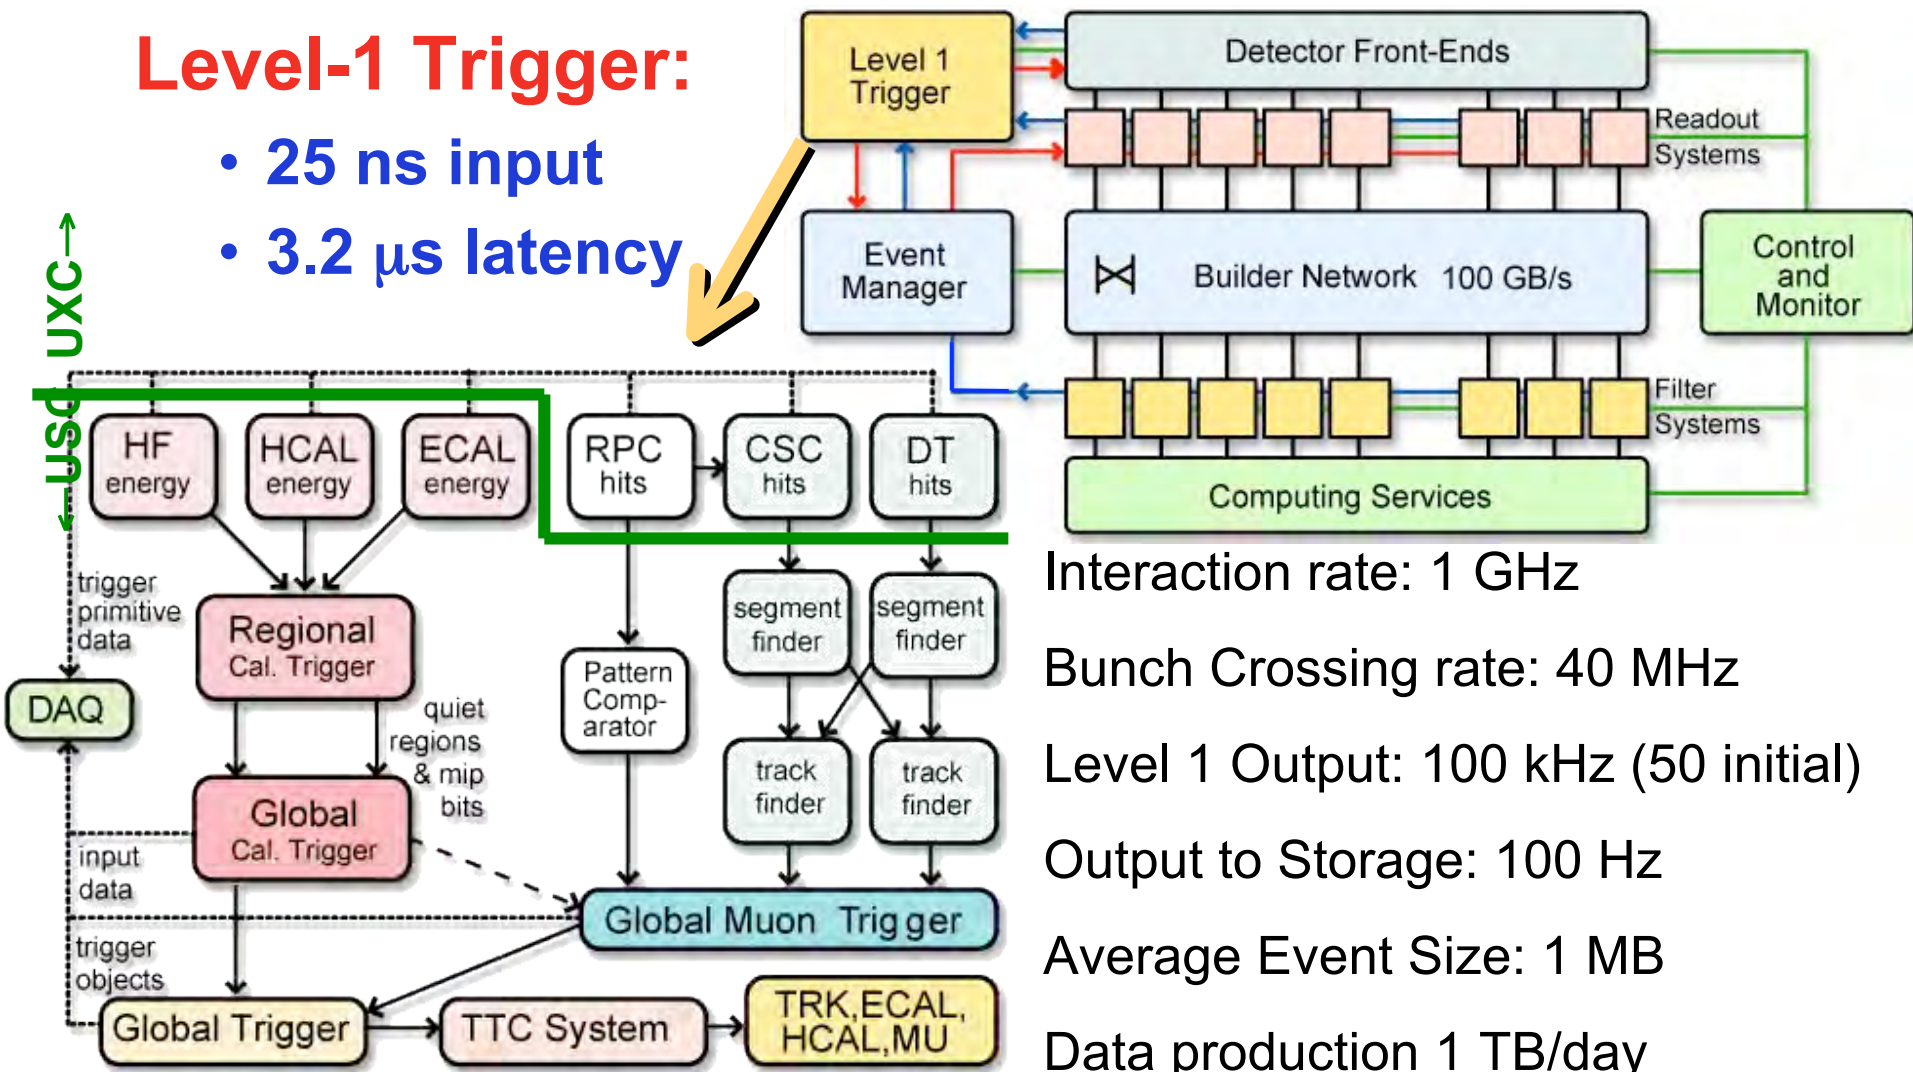 Level-1 Trigger:
• 25 ns input
• 3.2 μs latency
Level 1
Trigger
Detector Front-Ends
Readout
Systems
Event
Manager
Builder Network 100 GB/s
Control
and
Monitor
Filter
Systems
Computing Services
←USC UXC→
HF
energy
HCAL
energy
ECAL
energy
RPC
hits
CSC
hits
DT
hits
trigger
primitive
data
Regional
Cal. Trigger
segment
finder
segment
finder
Pattern
Comp-
arator
DAQ
quiet
regions
& mip
bits
track
finder
track
finder
Global
Cal. Trigger
input
data
Global Muon Trigger
trigger
objects
Global Trigger
TTC System
TRK,ECAL,
HCAL,MU
Interaction rate: 1 GHz
Bunch Crossing rate: 40 MHz
Level 1 Output: 100 kHz (50 initial)
Output to Storage: 100 Hz
Average Event Size: 1 MB
Data production 1 TB/day